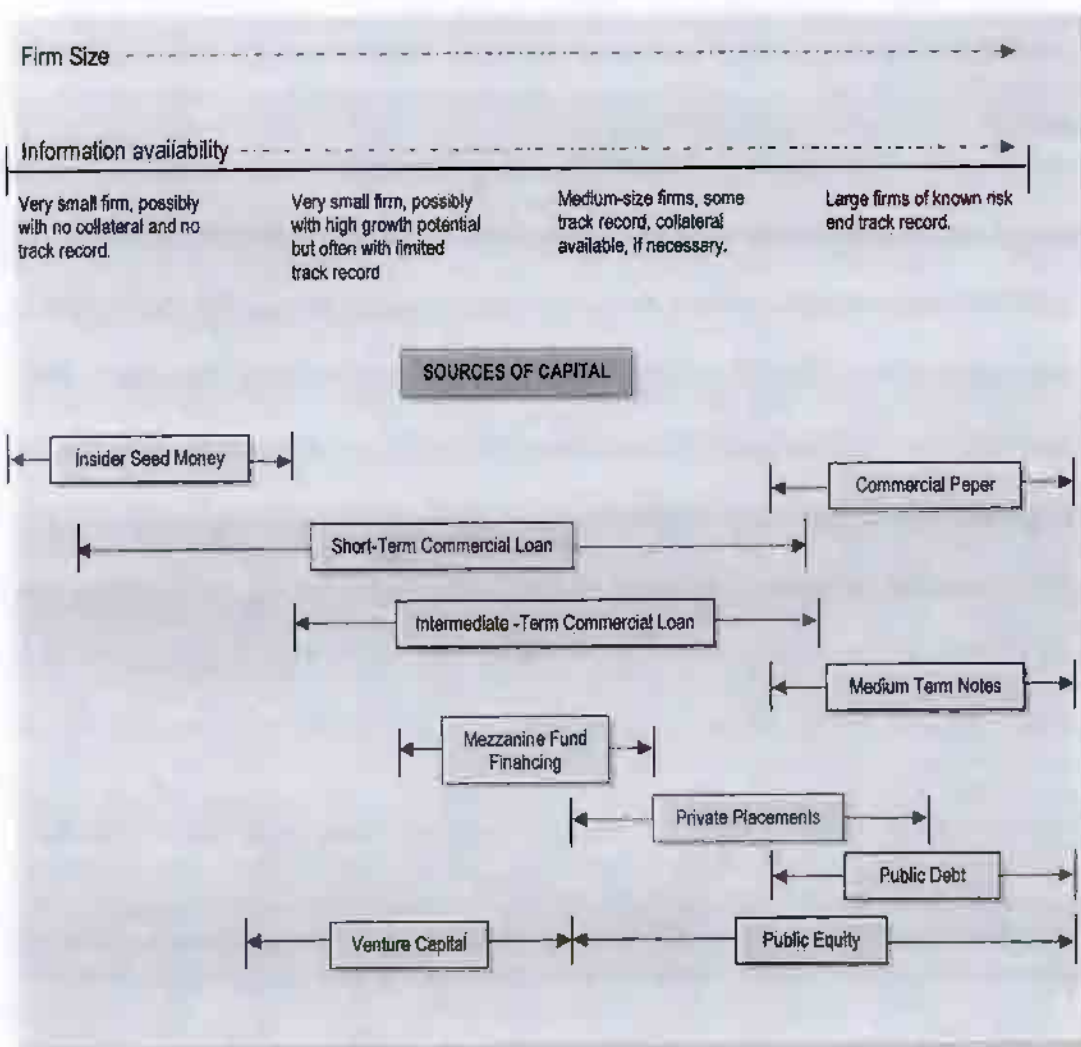 Firm Size
Information availability
Very small firm, possibly
with no collateral and no
track record.
Very small firm, possibly
with high growth potential
but often with limited
track record
Medium-size firms, some
track record, collateral
available, if necessary.
Large firms of known risk
end track record.
SOURCES OF CAPITAL
Insider Seed Money
Commercial Peper
Short-Term Commercial Loan
Intermediate -Term Commercial Loan
Medium Term Notes
Mezzanine Fund
Financing
Private Placements
Public Debt
Venture Capital
Public Equity